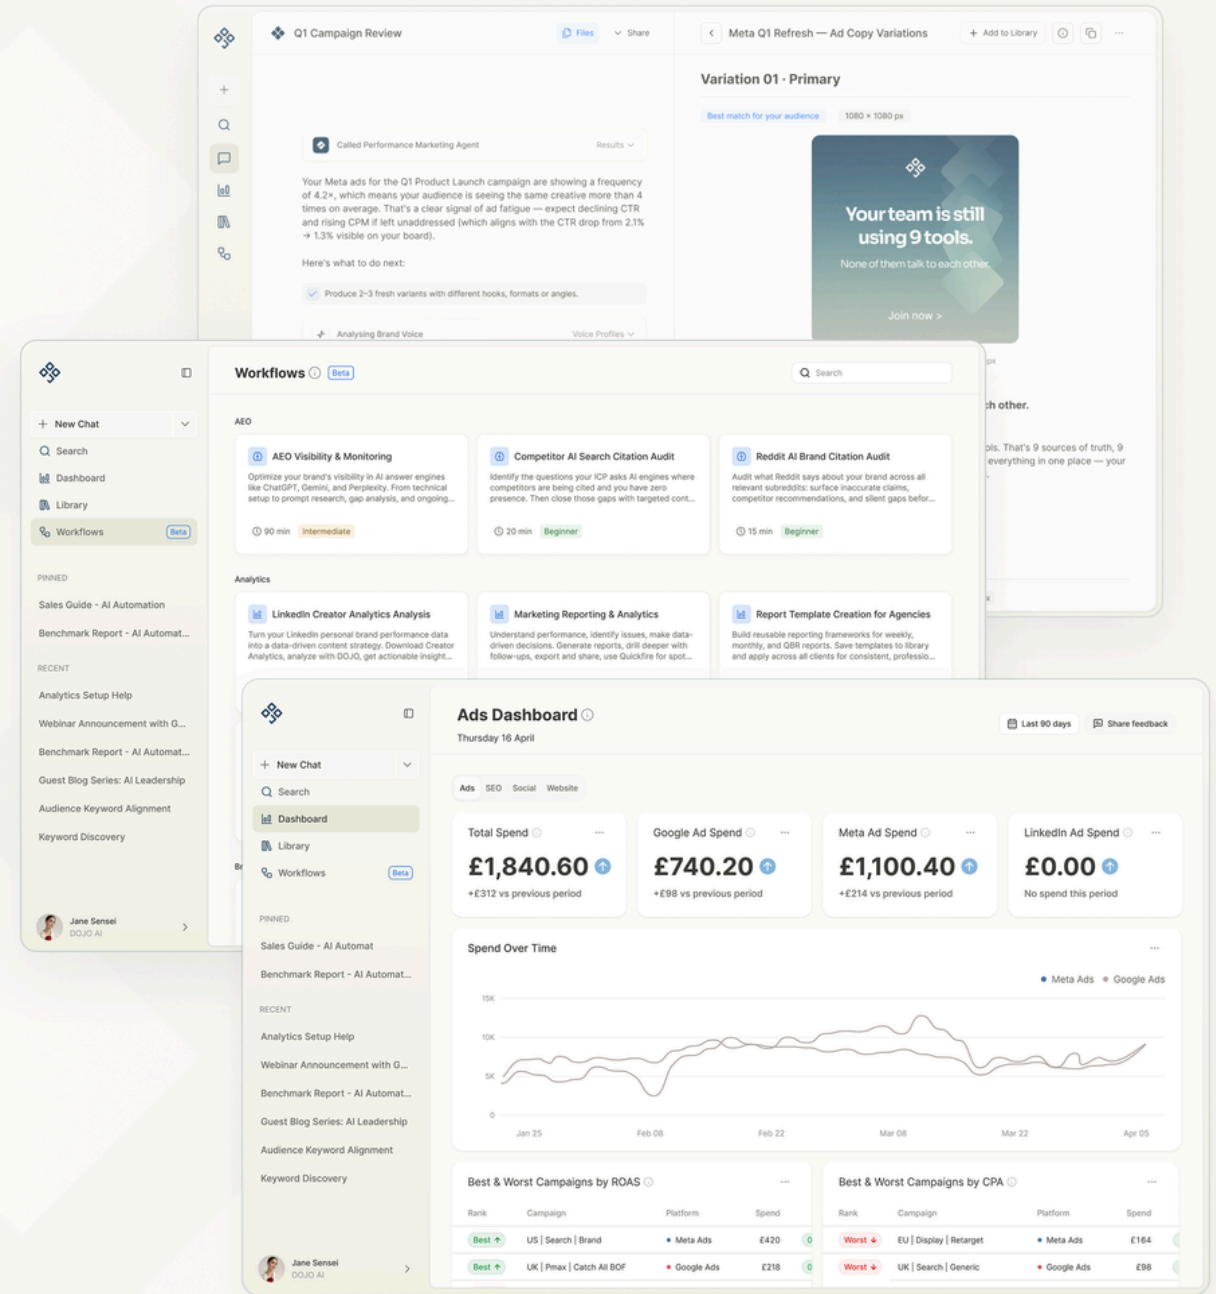 Q1 Campaign Review
Files
Share
Meta Q1 Refresh — Ad Copy Variations
+ Add to Library
Variation 01 · Primary
Best match for your audience
1080 × 1080 px
Called Performance Marketing Agent
Results
Your Meta ads for the Q1 Product Launch campaign are showing a frequency
of 4.2×, which means your audience is seeing the same creative more than 4
times on average. That's a clear signal of ad fatigue — expect declining CTR
and rising CPM if left unaddressed (which aligns with the CTR drop from 2.1%
→ 1.3% visible on your board).
Here's what to do next:
Produce 2–3 fresh variants with different hooks, formats or angles.
Analysing Brand Voice
Voice Profiles
Your team is still
using 9 tools.
None of them talk to each other.
Join now >
px
ch other.
ols. That's 9 sources of truth, 9
everything in one place — your
x
New Chat
Search
Dashboard
Library
Workflows
Beta
PINNED
Sales Guide - AI Automation
Benchmark Report - AI Automat...
RECENT
Analytics Setup Help
Webinar Announcement with G...
Benchmark Report - AI Automat...
Guest Blog Series: AI Leadership
Audience Keyword Alignment
Keyword Discovery
Jane Sensei
DOJO AI
Workflows
Beta
Search
AEO
AEO Visibility & Monitoring
Optimize your brand's visibility in AI answer engines
like ChatGPT, Gemini, and Perplexity. From technical
setup to prompt research, gap analysis, and ongoing...
90 min
Intermediate
Competitor AI Search Citation Audit
Identify the questions your ICP asks AI engines where
competitors are being cited and you have zero
presence. Then close those gaps with targeted cont...
20 min
Beginner
Reddit AI Brand Citation Audit
Audit what Reddit says about your brand across all
relevant subreddits: surface inaccurate claims,
competitor recommendations, and silent gaps befor...
15 min
Beginner
Analytics
LinkedIn Creator Analytics Analysis
Turn your LinkedIn personal brand performance data
into a data-driven content strategy. Download Creator
Analytics, analyze with DOJO, get actionable insight...
Marketing Reporting & Analytics
Understand performance, identify issues, make data-
driven decisions. Generate reports, drill deeper with
follow-ups, export and share, use Quickfire for spot...
Report Template Creation for Agencies
Build reusable reporting frameworks for weekly,
monthly, and QBR reports. Save templates to library
and apply across all clients for consistent, professio...
Br
New Chat
Search
Dashboard
Library
Workflows
Beta
PINNED
Sales Guide - AI Automat
Benchmark Report - AI Automat...
RECENT
Analytics Setup Help
Webinar Announcement with G...
Benchmark Report - AI Automat...
Guest Blog Series: AI Leadership
Audience Keyword Alignment
Keyword Discovery
Jane Sensei
DOJO AI
Ads Dashboard
Thursday 16 April
Last 90 days
Share feedback
Ads
SEO
Social
Website
Total Spend
£1,840.60
+£312 vs previous period
Google Ad Spend
£740.20
+£98 vs previous period
Meta Ad Spend
£1,100.40
+£214 vs previous period
LinkedIn Ad Spend
£0.00
No spend this period
Spend Over Time
Meta Ads
Google Ads
15K
10K
5K
0
Jan 25
Feb 08
Feb 22
Mar 08
Mar 22
Apr 05
Best & Worst Campaigns by ROAS
Rank Campaign Platform Spend
Best ↑ US | Search | Brand Meta Ads £420 0
Best ↑ UK | Pmax | Catch All BOF Google Ads £218 0
Best & Worst Campaigns by CPA
Rank Campaign Platform Spend
Worst ↓ EU | Display | Retarget Meta Ads £164
Worst ↓ UK | Search | Generic Google Ads £98